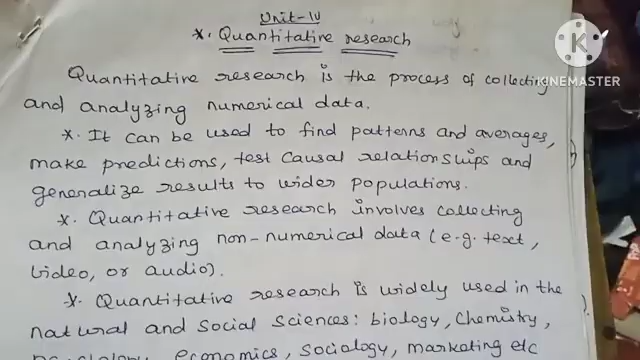 Unit-IV
*. Quantitative research
Quantitative research is the process of collecting
and analyzing numerical data.
*. It can be used to find patterns and averages,
make predictions, test causal relationships and
generalize results to wider populations.
*. Quantitative research involves collecting
and analyzing non-numerical data (e.g. text,
video, or audio).
*. Quantitative research is widely used in the
natural and social sciences: biology, chemistry,
economics, sociology, markating etc
KINEMASTER